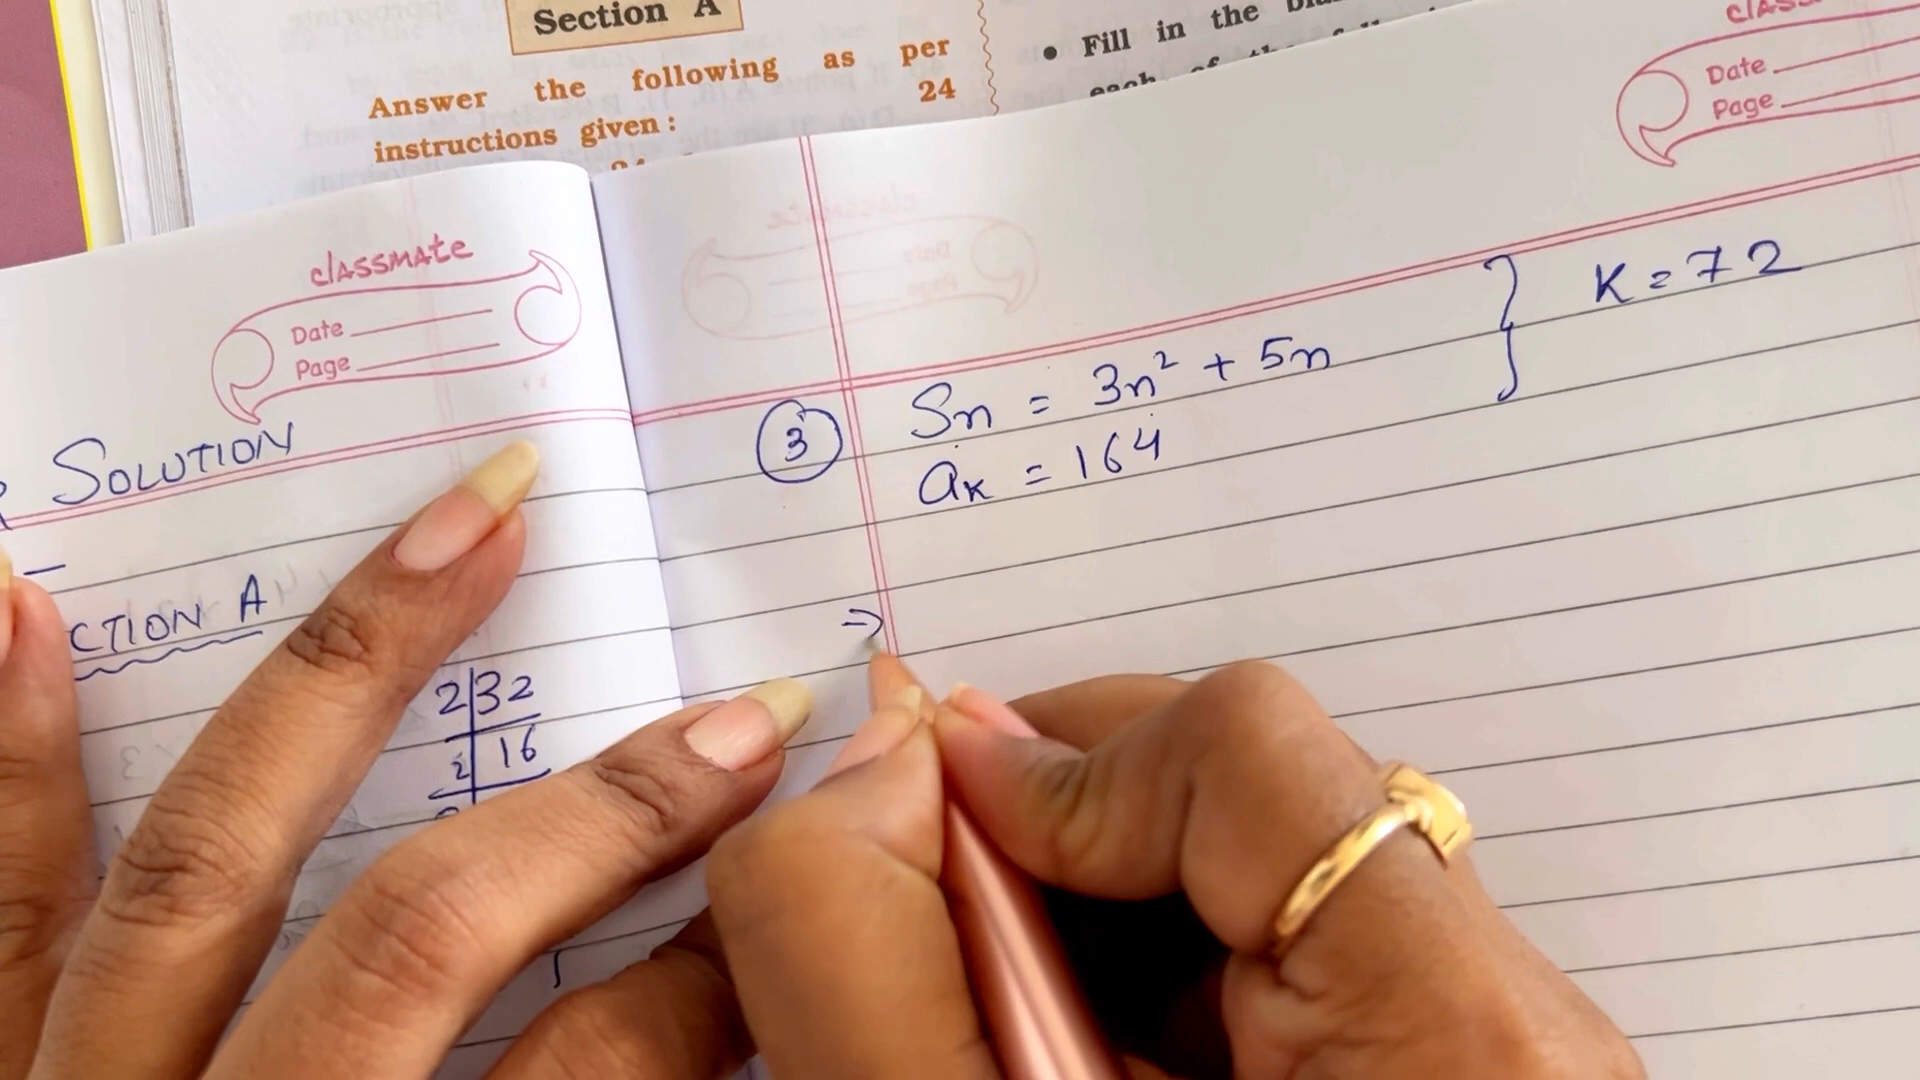 Section A
Answer the following as per
instructions given : 24
• Fill in the
classmate
Date
Page
SOLUTION
CTION A
2 32
2 16
Date
Page
K = 72
3 Sn = 3n² + 5n
aK = 164
⇒